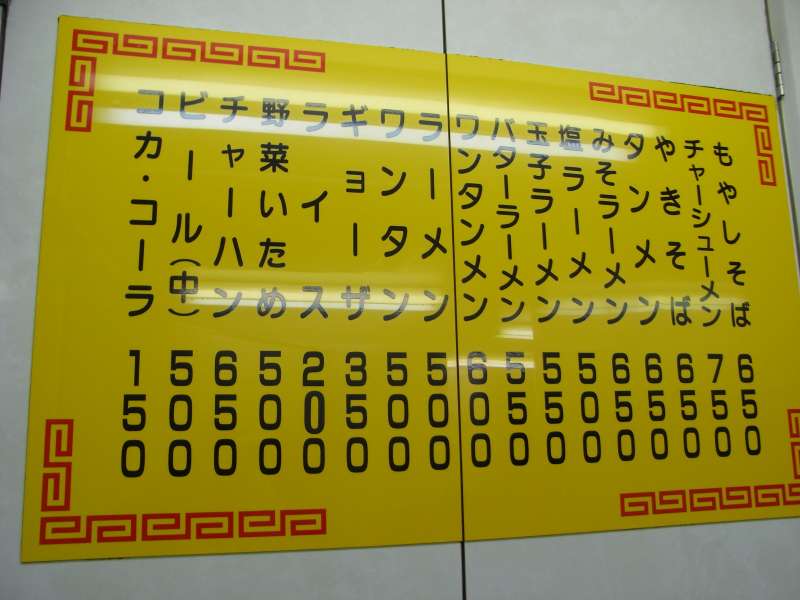 もやしそば 650
チャーシューメン 750
やきそば 650
タンメン 650
みそラーメン 650
塩ラーメン 500
玉子ラーメン 550
バターラーメン 550
ワンタンメン 600
ラーメン 500
ワンタン 500
ギョーザ 350
ライス 200
野菜いため 500
チャーハン 650
ビール(中) 500
コカ・コーラ 150